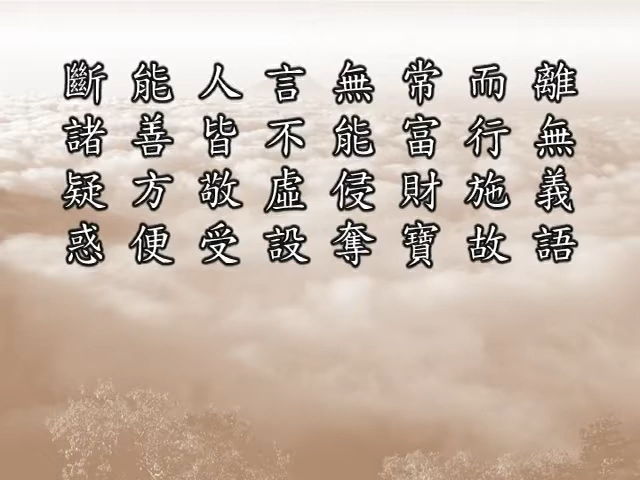 離無義語
而行施故
常富財寶
無能侵奪
言不虛設
人皆敬受
能善方便
斷諸疑惑